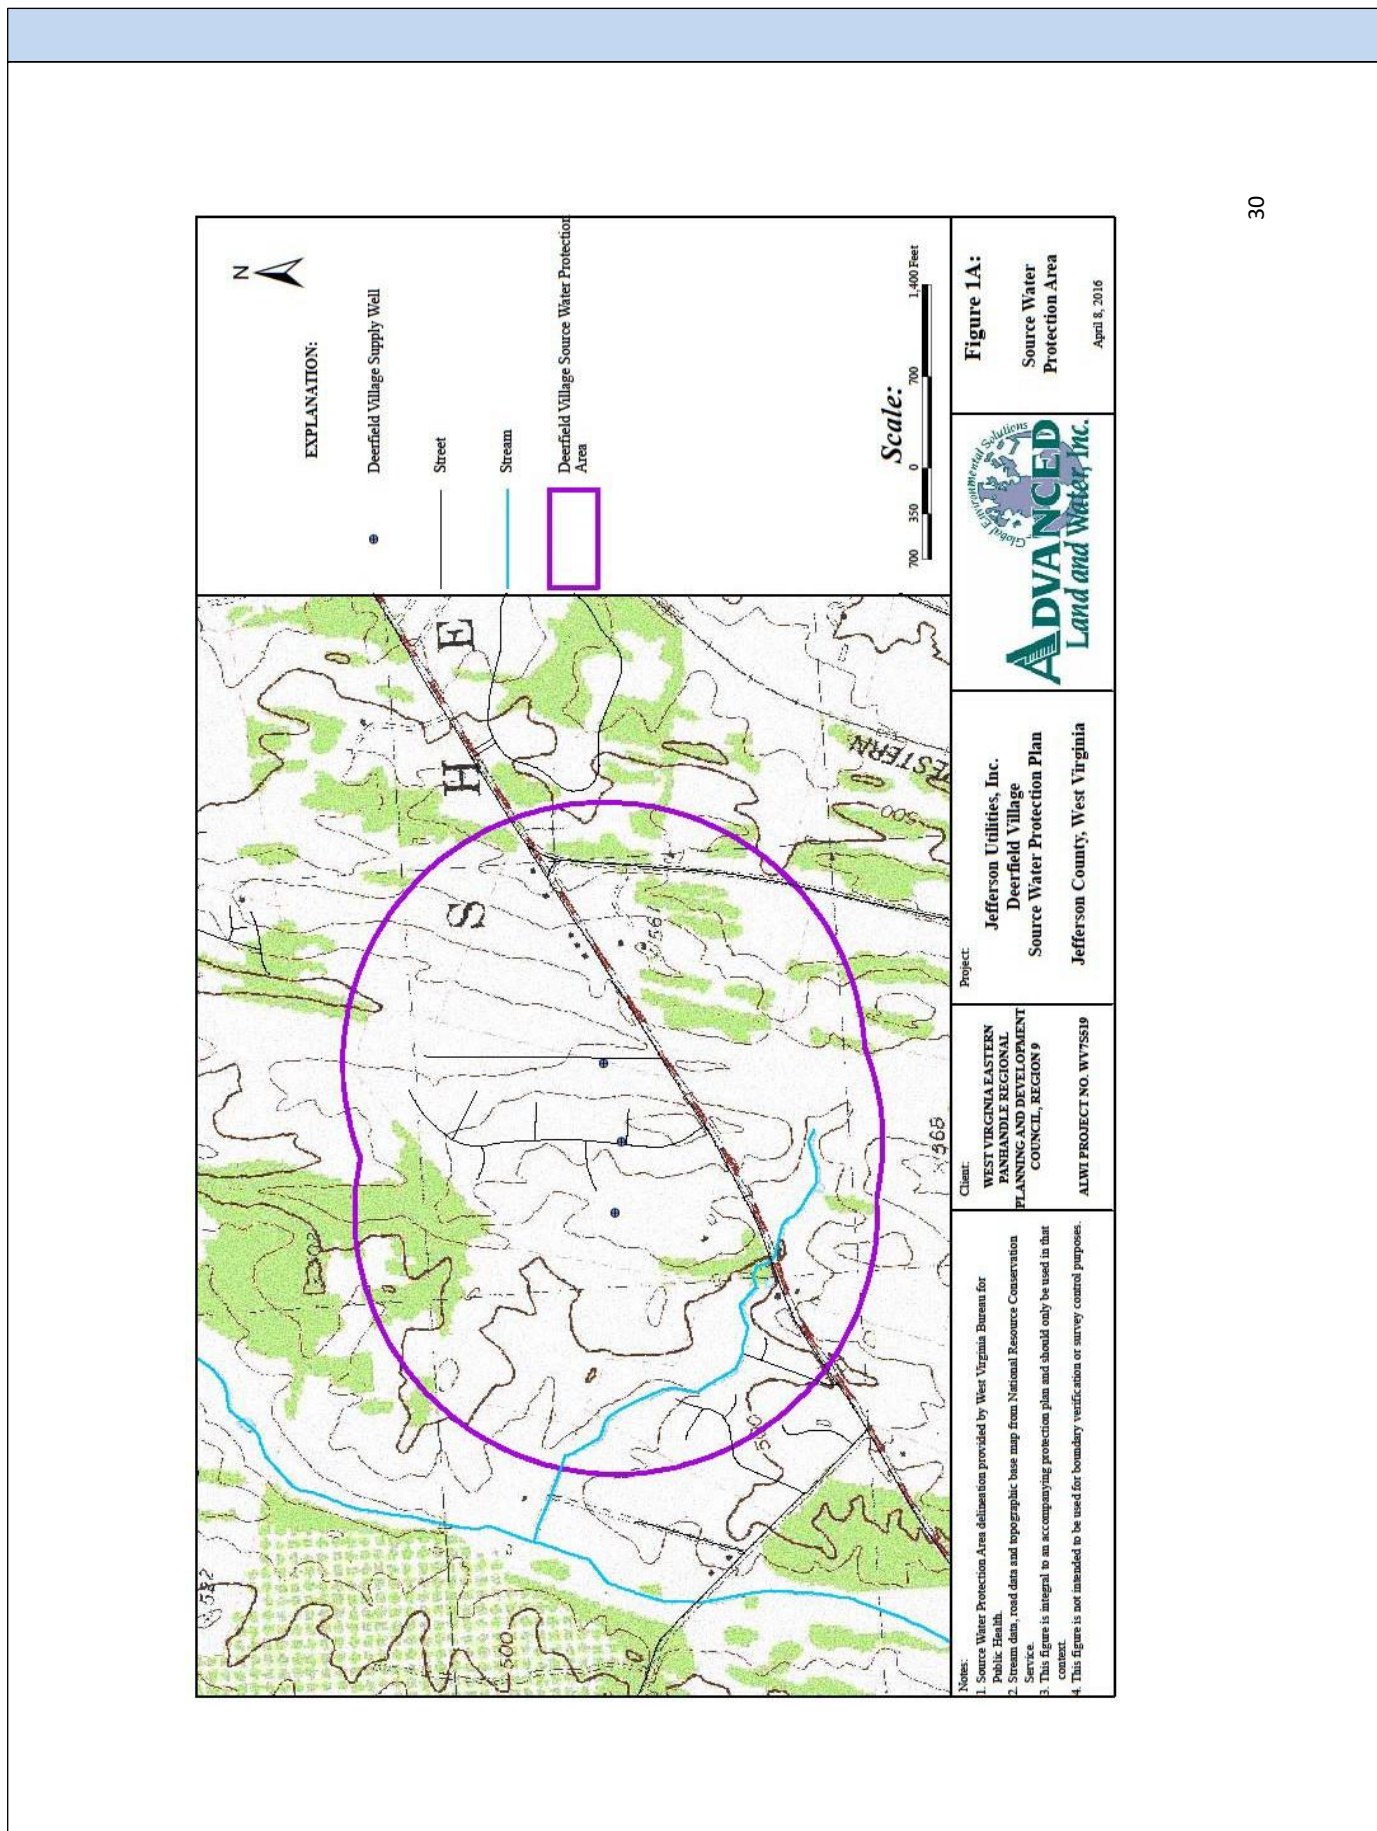 30
N
EXPLANATION:
Deerfield Village Supply Well
Street
Stream
Deerfield Village Source Water Protection
Area
Scale:
700 350 0 700 1,400 Feet
S H E
ESTERN
500
561
568
500
500
582
Notes:
1. Source Water Protection Area delineation provided by West Virginia Bureau for
Public Health.
2. Stream data, road data and topographic base map from National Resource Conservation
Service.
3. This figure is integral to an accompanying protection plan and should only be used in that
context.
4. This figure is not intended to be used for boundary verification or survey control purposes.
Client:
WEST VIRGINIA EASTERN
PANHANDLE REGIONAL
PLANNING AND DEVELOPMENT
COUNCIL, REGION 9
ALWI PROJECT NO. WV7S519
Project:
Jefferson Utilities, Inc.
Deerfield Village
Source Water Protection Plan
Jefferson County, West Virginia
Global Environmental Solutions
ADVANCED
Land and Water, Inc.
Figure 1A:
Source Water
Protection Area
April 8, 2016